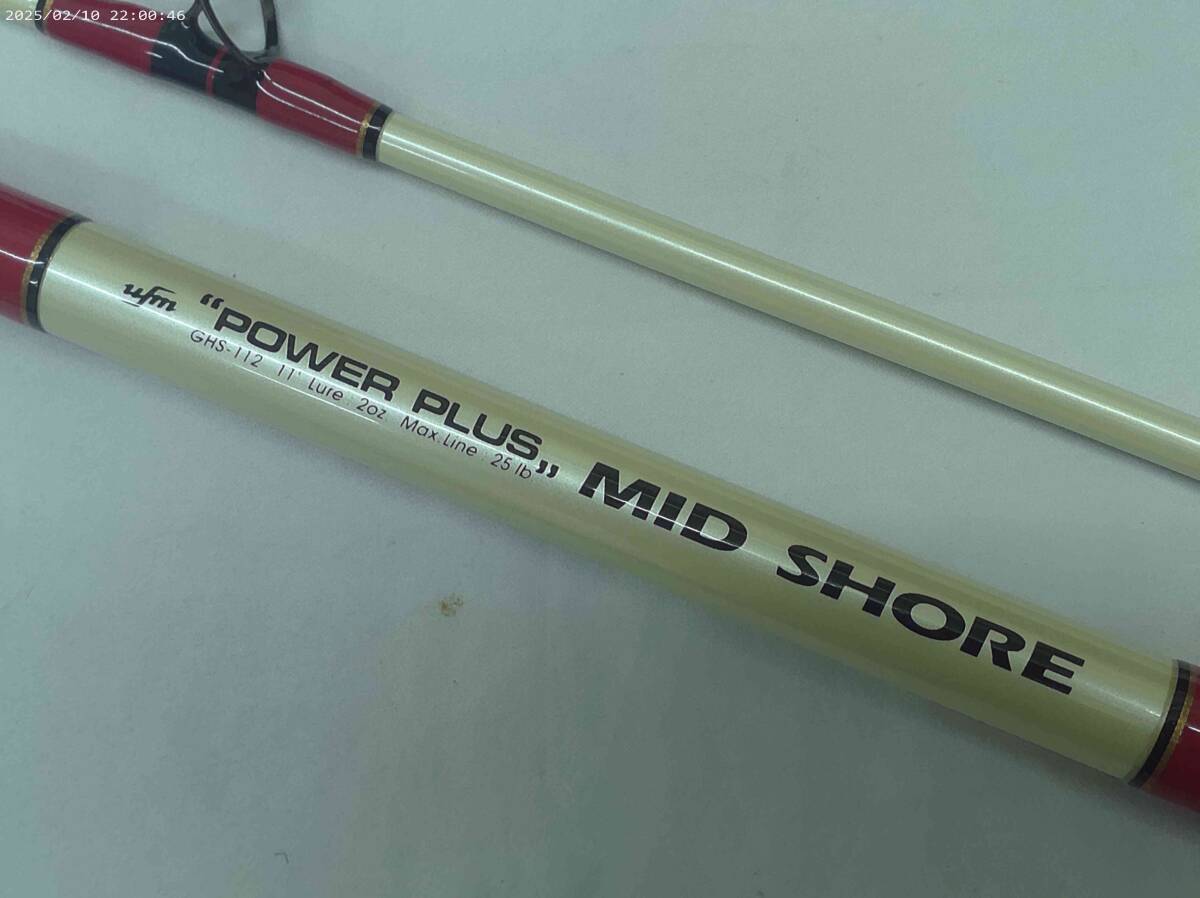 2025/02/10 22:00:46
ufm "POWER PLUS" MID SHORE
GHS-112 11' Lure : 2oz. Max.Line : 25 lb